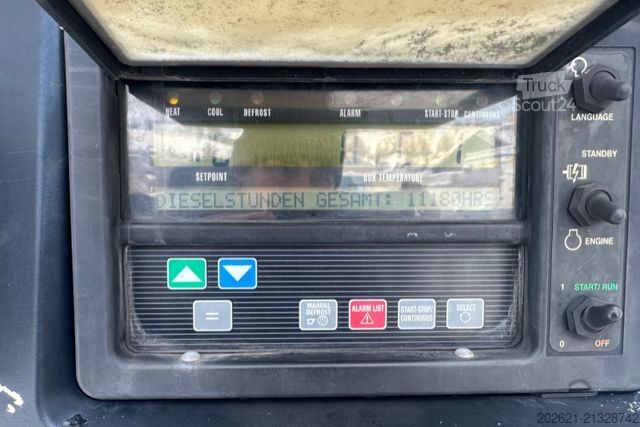 Truck
Scout24
HEAT COOL DEFROST ALARM START-STOP CONTINUOUS
SETPOINT BOX TEMPERATURE
DIESELSTUNDEN GESAMT: 11180HRS
LANGUAGE
STANDBY
ENGINE
1 START/RUN
0 OFF
=
MANUAL
DEFROST
ALARM LIST
START-STOP/
CONTINUOUS
SELECT
202621-21328742